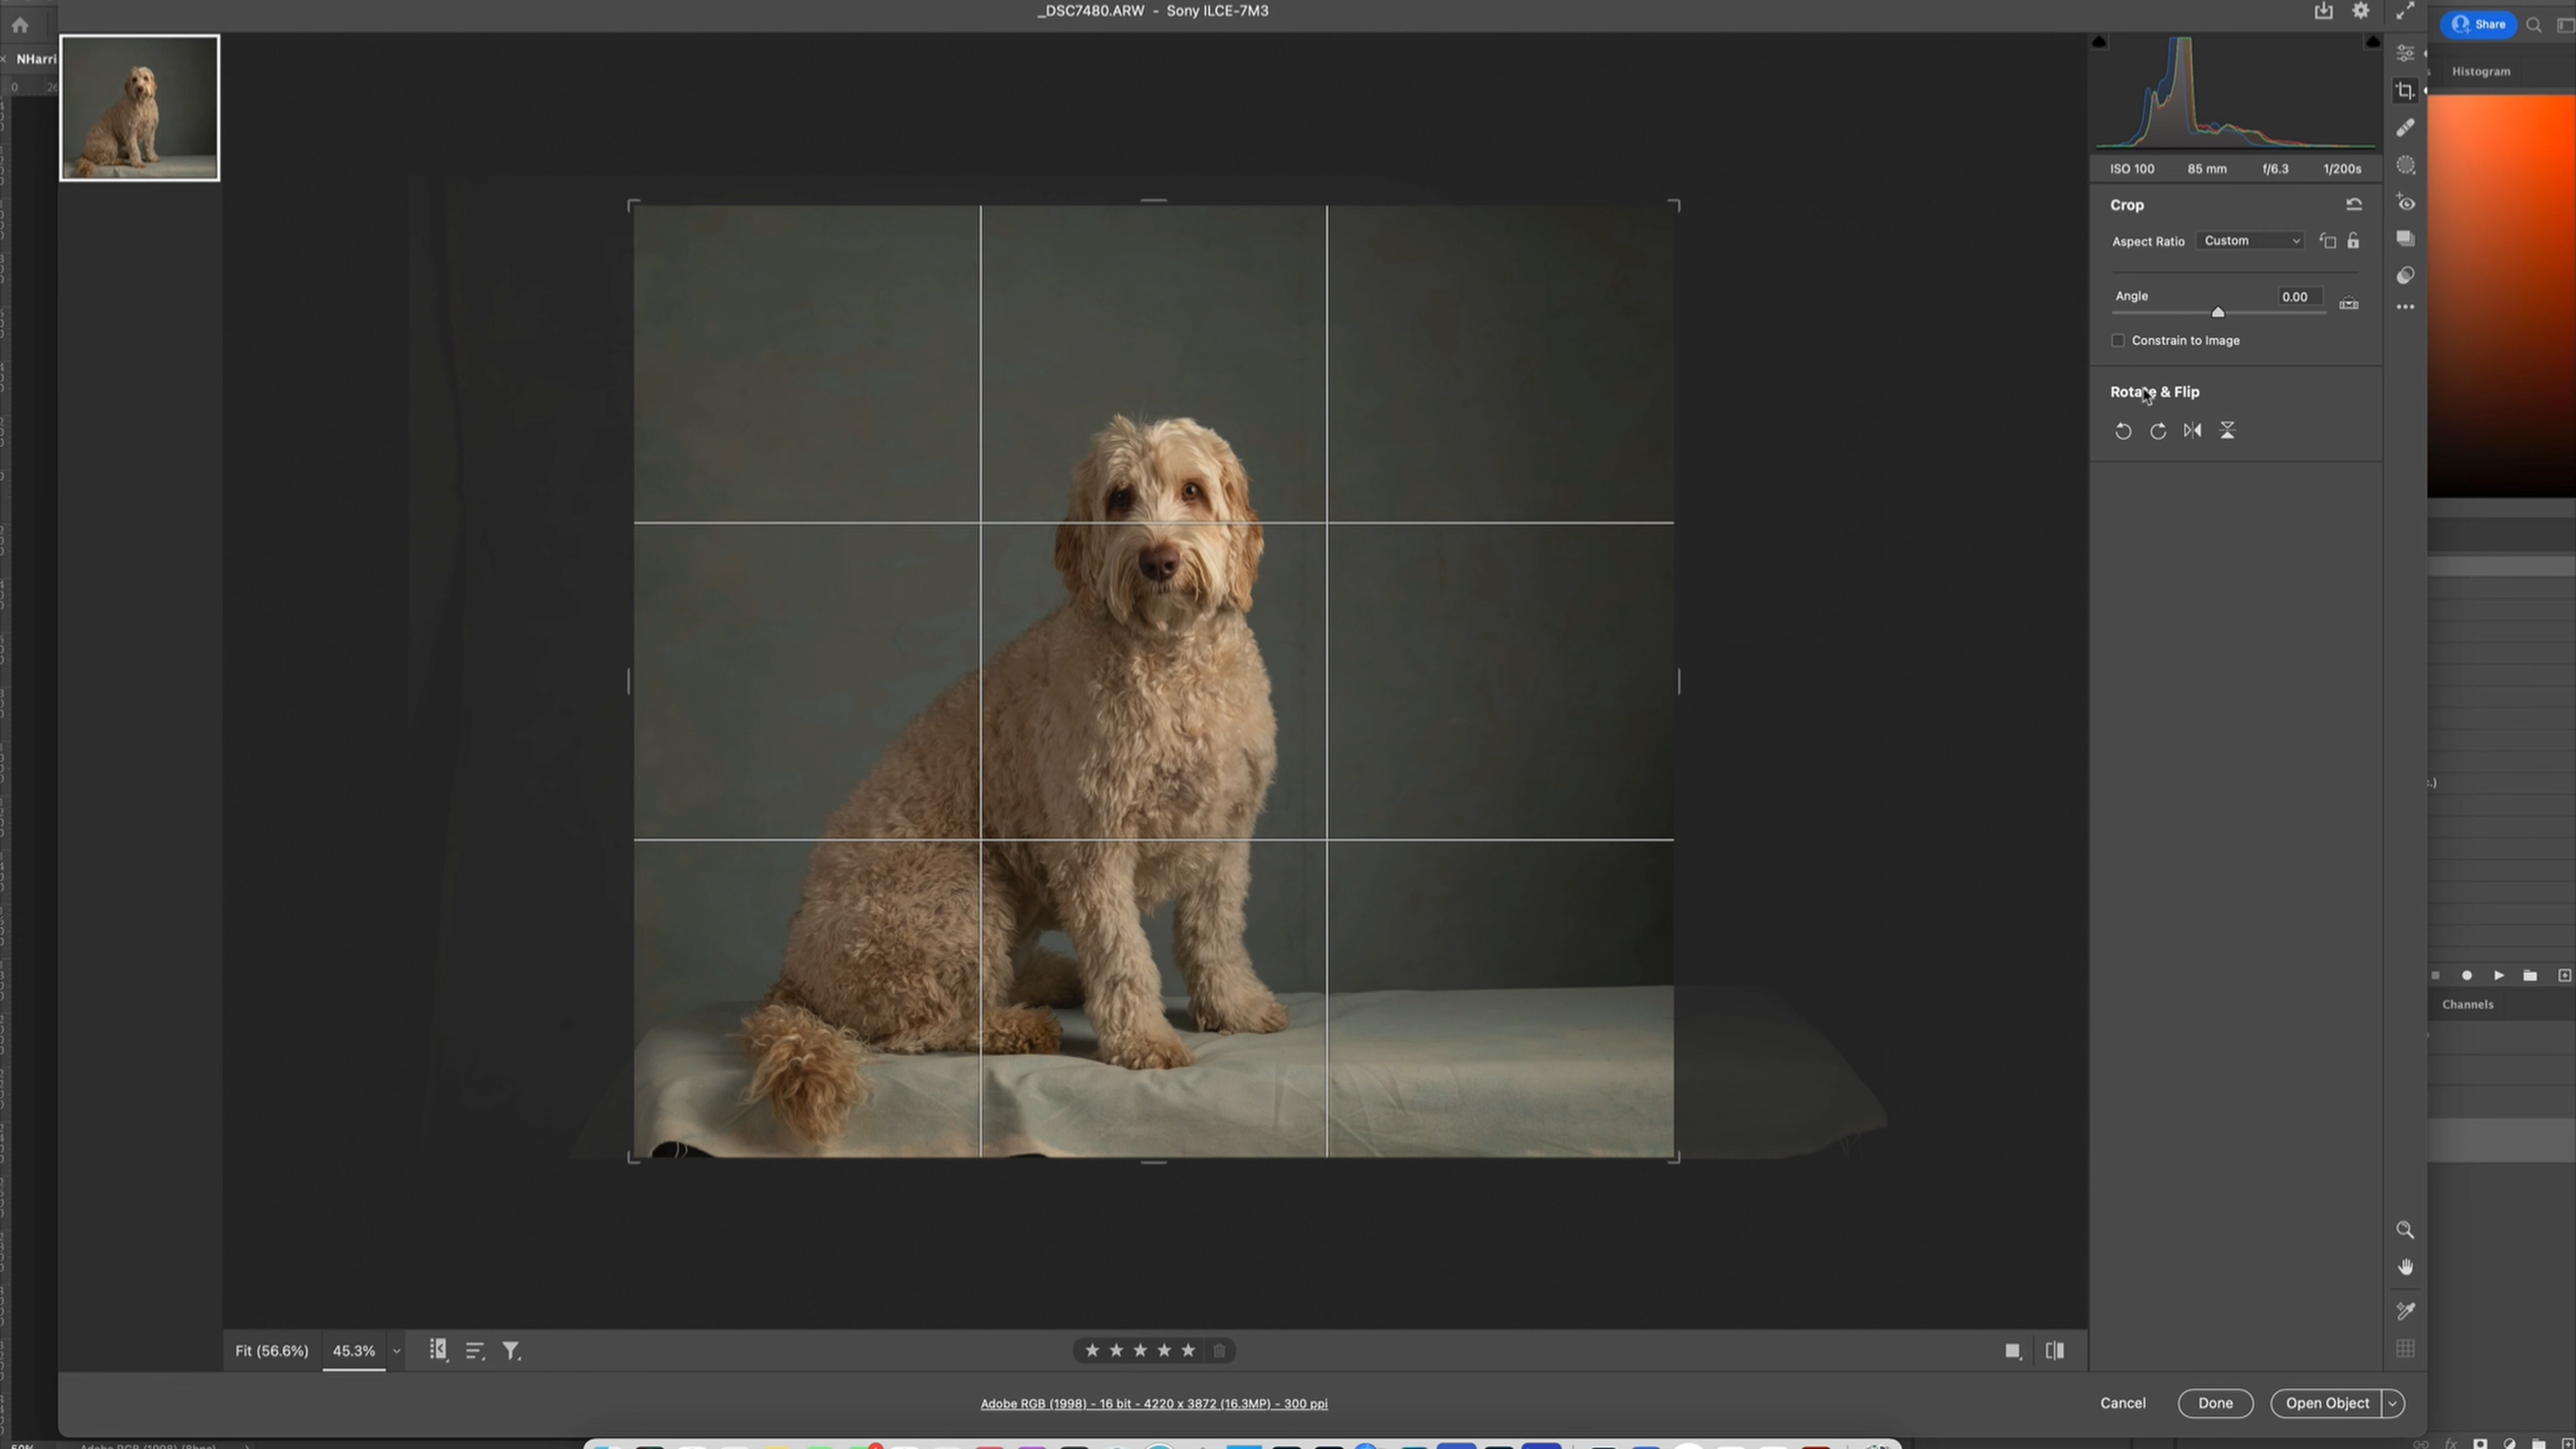 _DSC7480.ARW - Sony ILCE-7M3
Share
NHarri
Histogram
ISO 100 85 mm f/6.3 1/200s
Crop
Aspect Ratio Custom
Angle 0.00
Constrain to Image
Rotate & Flip
Channels
Fit (56.6%) 45.3%
Adobe RGB (1998) - 16 bit - 4220 x 3872 (16.3MP) - 300 ppi
Cancel Done Open Object